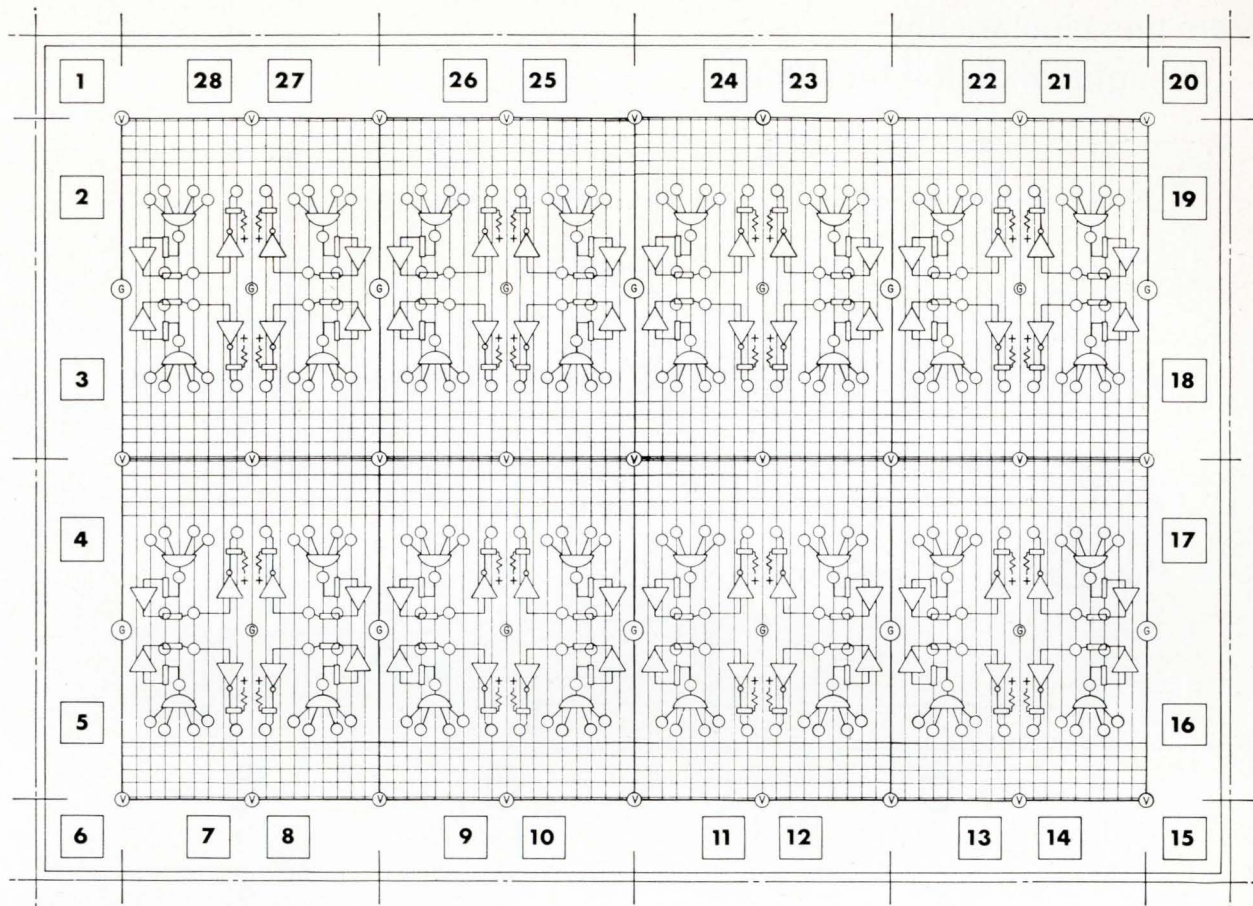 1 28 27 26 25 24 23 22 21 20
V V V V V V V V V
2 19
+ + + + + + + +
G G G G G G G G G
+ + + + + + + +
3 18
V V V V V V V V V
4 17
+ + + + + + + +
G G G G G G G G G
+ + + + + + + +
5 16
V V V V V V V V V
6 7 8 9 10 11 12 13 14 15